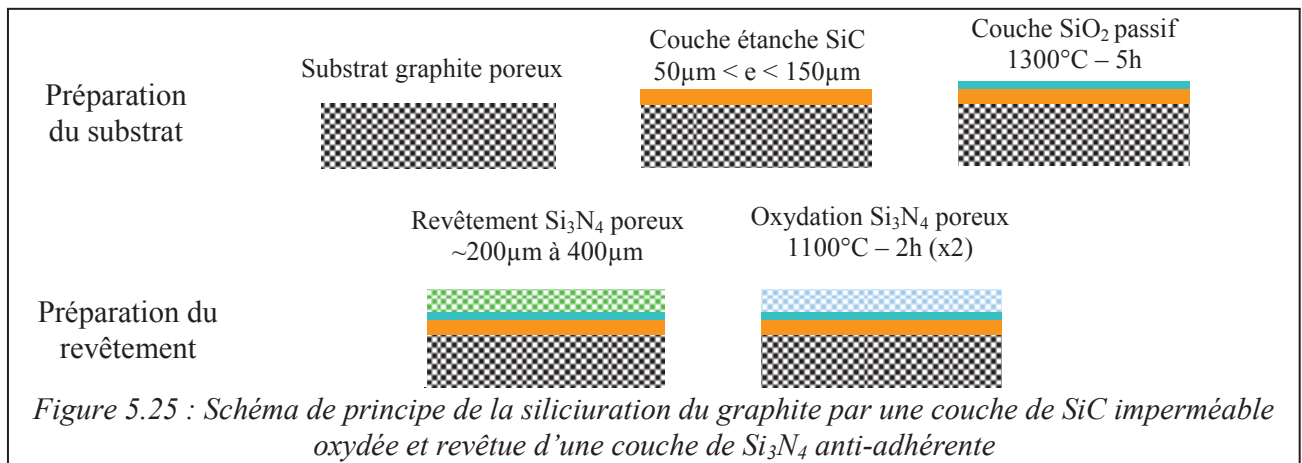 Préparation
du substrat
Substrat graphite poreux
Couche étanche SiC
50µm < e < 150µm
Couche SiO₂ passif
1300°C – 5h
Préparation du
revêtement
Revêtement Si₃N₄ poreux
~200µm à 400µm
Oxydation Si₃N₄ poreux
1100°C – 2h (x2)
Figure 5.25 : Schéma de principe de la siliciuration du graphite par une couche de SiC imperméable
oxydée et revêtue d’une couche de Si₃N₄ anti-adhérente